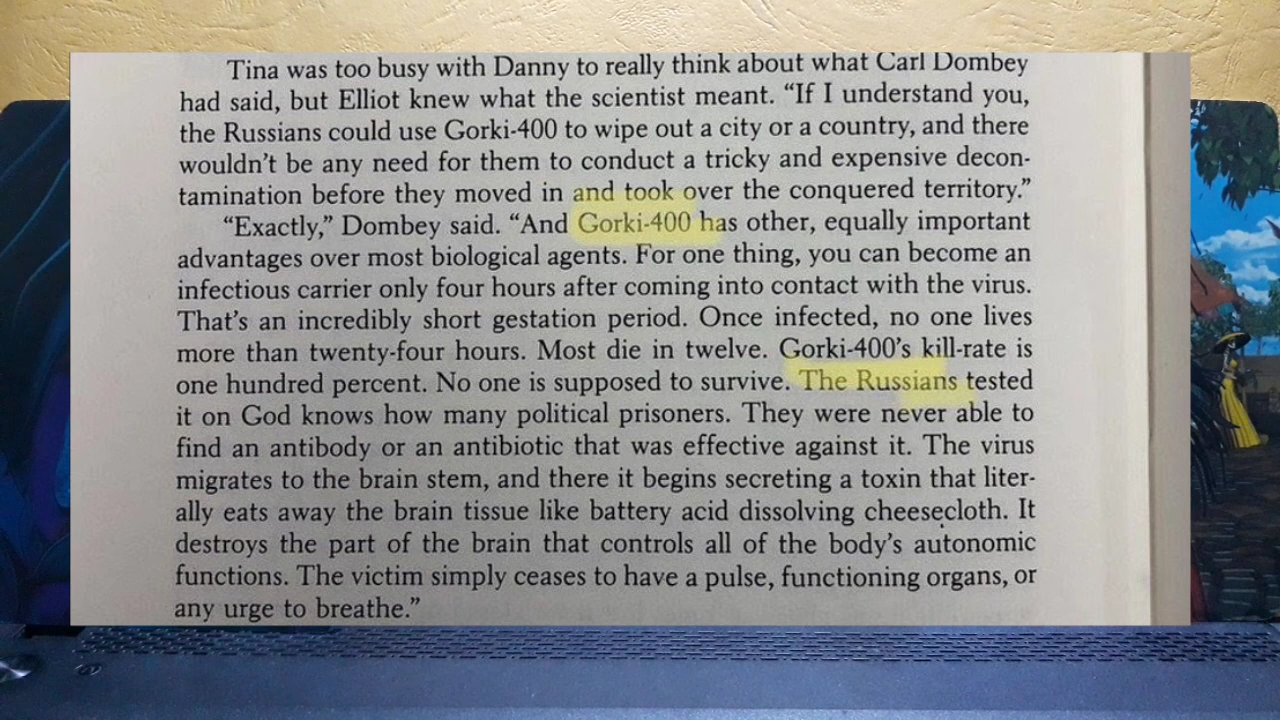 Tina was too busy with Danny to really think about what Carl Dombey
had said, but Elliot knew what the scientist meant. “If I understand you,
the Russians could use Gorki-400 to wipe out a city or a country, and there
wouldn’t be any need for them to conduct a tricky and expensive decon-
tamination before they moved in and took over the conquered territory.”
“Exactly,” Dombey said. “And Gorki-400 has other, equally important
advantages over most biological agents. For one thing, you can become an
infectious carrier only four hours after coming into contact with the virus.
That’s an incredibly short gestation period. Once infected, no one lives
more than twenty-four hours. Most die in twelve. Gorki-400’s kill-rate is
one hundred percent. No one is supposed to survive. The Russians tested
it on God knows how many political prisoners. They were never able to
find an antibody or an antibiotic that was effective against it. The virus
migrates to the brain stem, and there it begins secreting a toxin that liter-
ally eats away the brain tissue like battery acid dissolving cheesecloth. It
destroys the part of the brain that controls all of the body’s autonomic
functions. The victim simply ceases to have a pulse, functioning organs, or
any urge to breathe.”